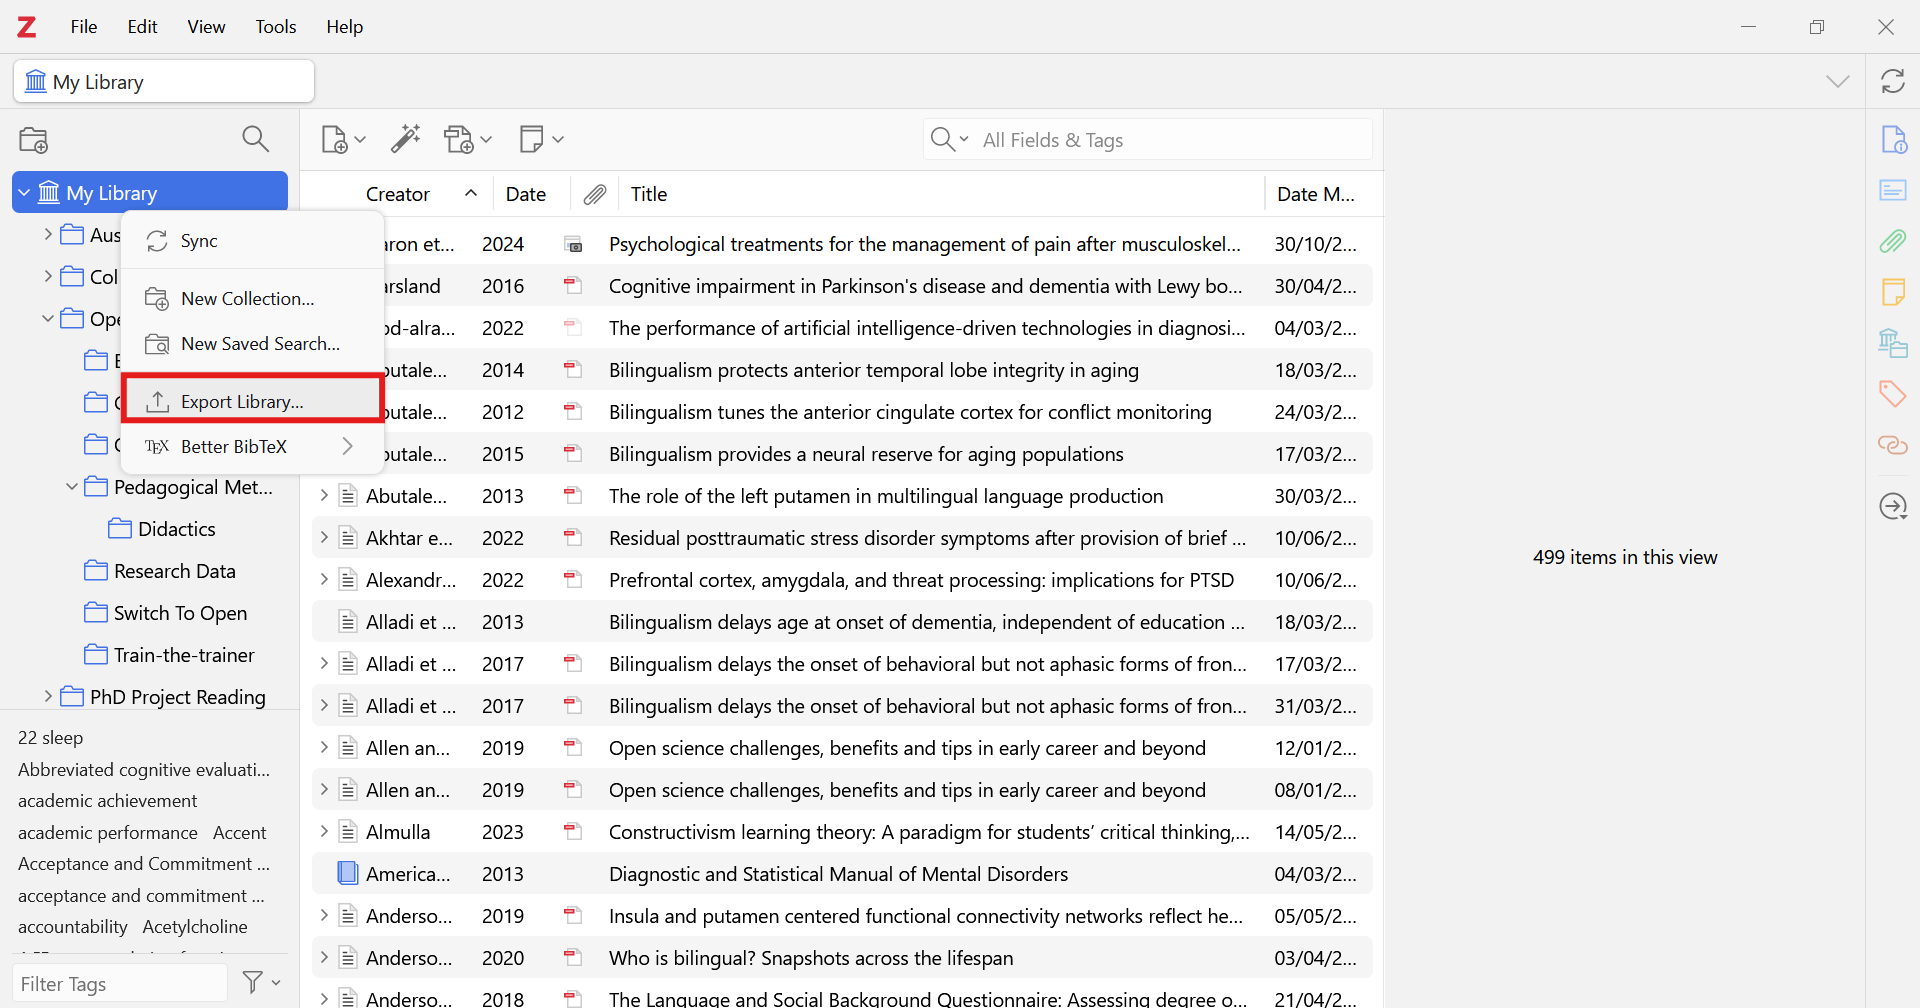 Z File Edit View Tools Help
My Library
All Fields & Tags
My Library
Creator Date Title Date M...
Aus
Col
Ope
Sync
New Collection...
New Saved Search...
Export Library...
TEX Better BibTeX
Pedagogical Met...
Didactics
Research Data
Switch To Open
Train-the-trainer
PhD Project Reading
aron et... 2024 Psychological treatments for the management of pain after musculoskel... 30/10/2...
arsland 2016 Cognitive impairment in Parkinson's disease and dementia with Lewy bo... 30/04/2...
bd-alra... 2022 The performance of artificial intelligence-driven technologies in diagnosi... 04/03/2...
outale... 2014 Bilingualism protects anterior temporal lobe integrity in aging 18/03/2...
outale... 2012 Bilingualism tunes the anterior cingulate cortex for conflict monitoring 24/03/2...
outale... 2015 Bilingualism provides a neural reserve for aging populations 17/03/2...
Abutale... 2013 The role of the left putamen in multilingual language production 30/03/2...
Akhtar e... 2022 Residual posttraumatic stress disorder symptoms after provision of brief ... 10/06/2...
Alexandr... 2022 Prefrontal cortex, amygdala, and threat processing: implications for PTSD 10/06/2...
Alladi et ... 2013 Bilingualism delays age at onset of dementia, independent of education ... 18/03/2...
Alladi et ... 2017 Bilingualism delays the onset of behavioral but not aphasic forms of fron... 17/03/2...
Alladi et ... 2017 Bilingualism delays the onset of behavioral but not aphasic forms of fron... 31/03/2...
Allen an... 2019 Open science challenges, benefits and tips in early career and beyond 12/01/2...
Allen an... 2019 Open science challenges, benefits and tips in early career and beyond 08/01/2...
Almulla 2023 Constructivism learning theory: A paradigm for students' critical thinking,... 14/05/2...
America... 2013 Diagnostic and Statistical Manual of Mental Disorders 04/03/2...
Anderso... 2019 Insula and putamen centered functional connectivity networks reflect he... 05/05/2...
Anderso... 2020 Who is bilingual? Snapshots across the lifespan 03/04/2...
Anderso... 2018 The Language and Social Background Questionnaire: Assessing degree o... 21/04/2...
499 items in this view
22 sleep
Abbreviated cognitive evaluati...
academic achievement
academic performance Accent
Acceptance and Commitment ...
acceptance and commitment ...
accountability Acetylcholine
Filter Tags